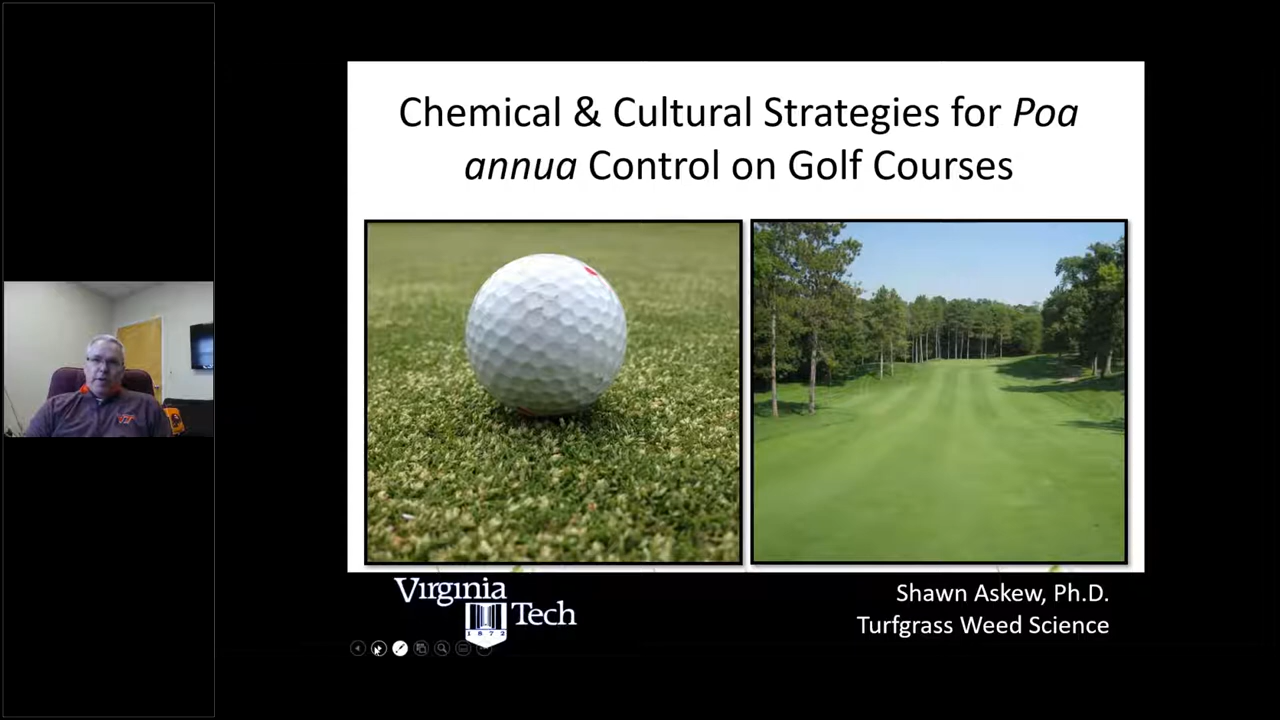 Chemical & Cultural Strategies for Poa
annua Control on Golf Courses
Virginia
Tech
1872
Shawn Askew, Ph.D.
Turfgrass Weed Science
VT